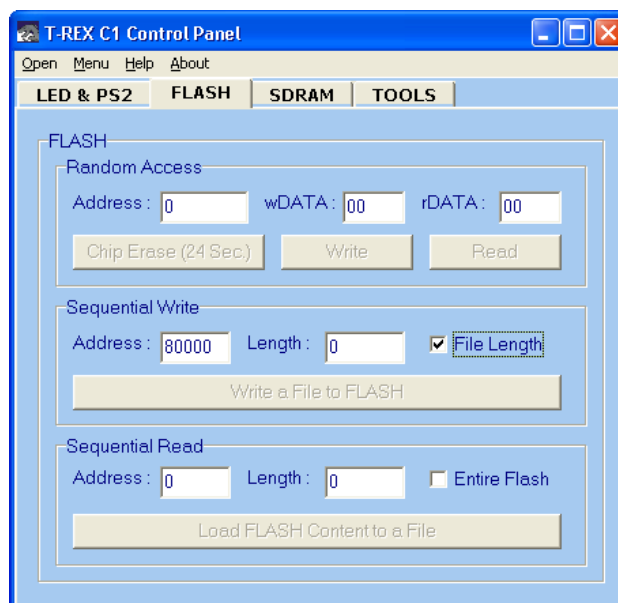 T-REX C1 Control Panel
Open Menu Help About
LED & PS2 FLASH SDRAM TOOLS
FLASH
Random Access
Address : 0 wDATA : 00 rDATA : 00
Chip Erase (24 Sec.) Write Read
Sequential Write
Address : 80000 Length : 0 File Length
Write a File to FLASH
Sequential Read
Address : 0 Length : 0 Entire Flash
Load FLASH Content to a File